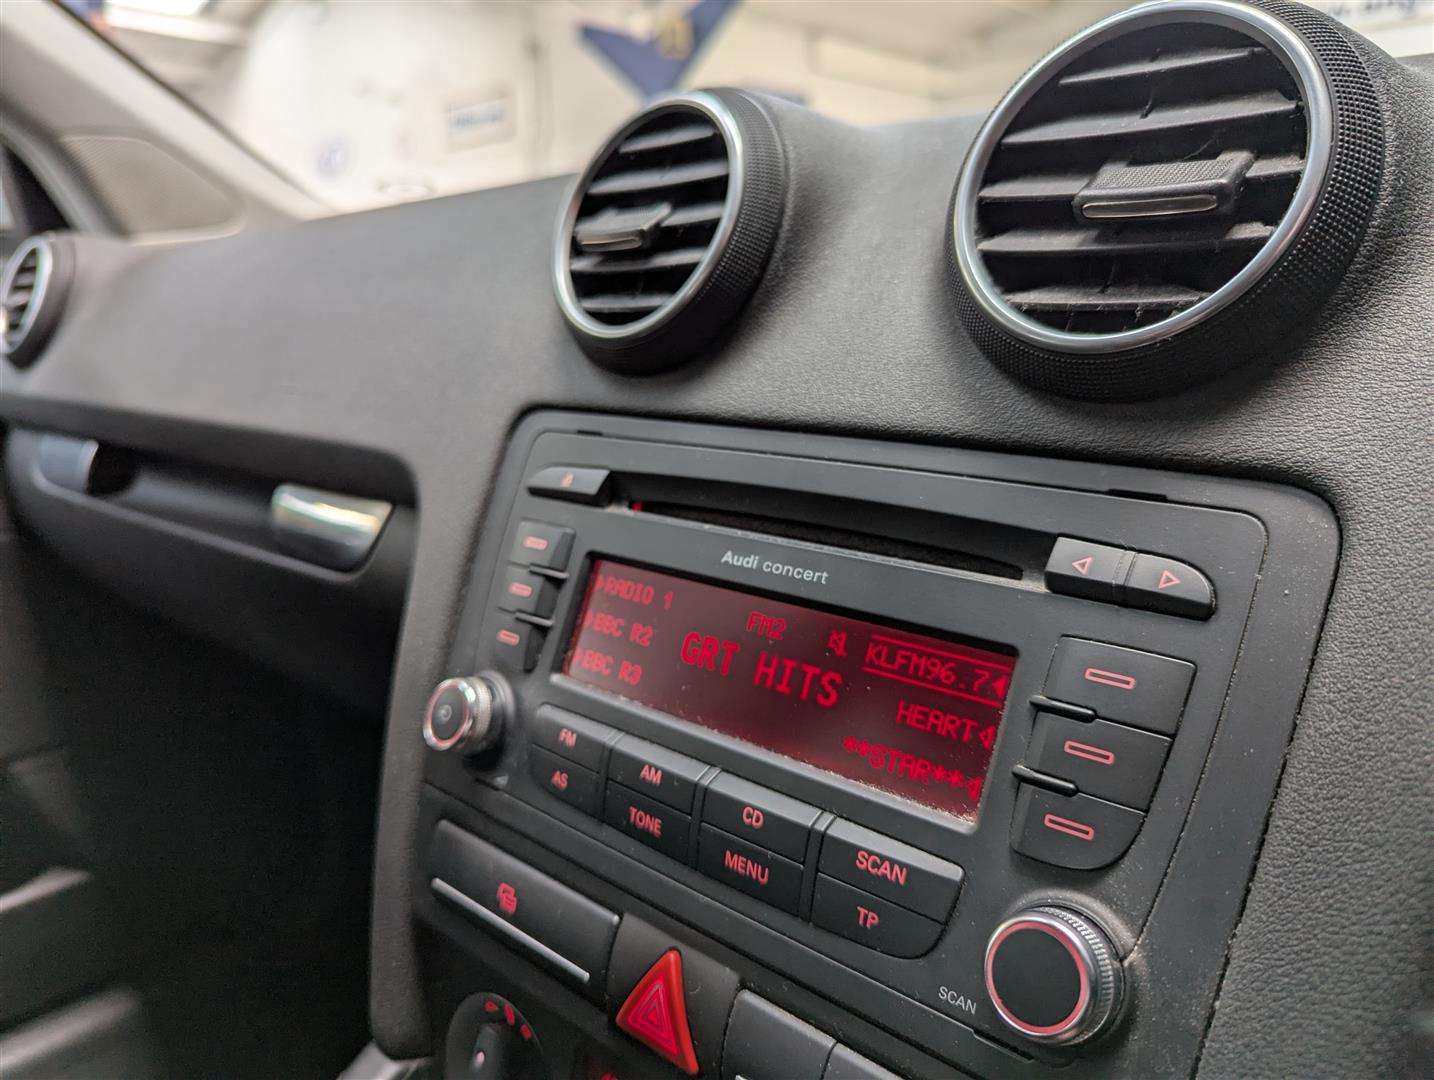 Audi concert
RADIO 1
FM2
KLFM96.7
BBC R2
GRT HITS
HEART
BBC R3
**STAR**
FM
AM
CD
SCAN
AS
TONE
MENU
TP
SCAN